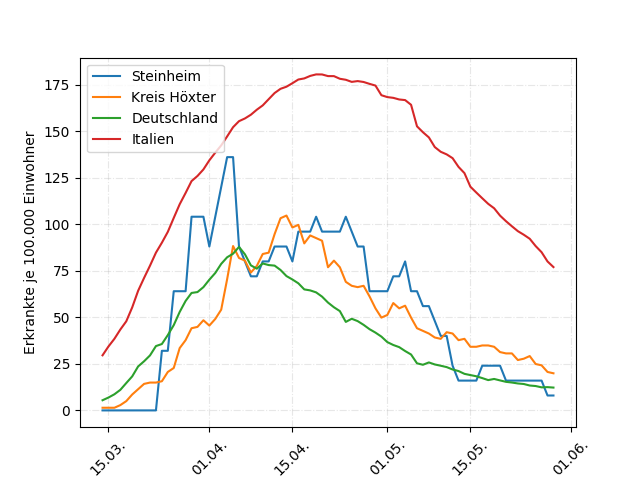 Steinheim
Kreis Höxter
Deutschland
Italien
Erkrankte je 100.000 Einwohner
175
150
125
100
75
50
25
0
15.03.
01.04.
15.04.
01.05.
15.05.
01.06.